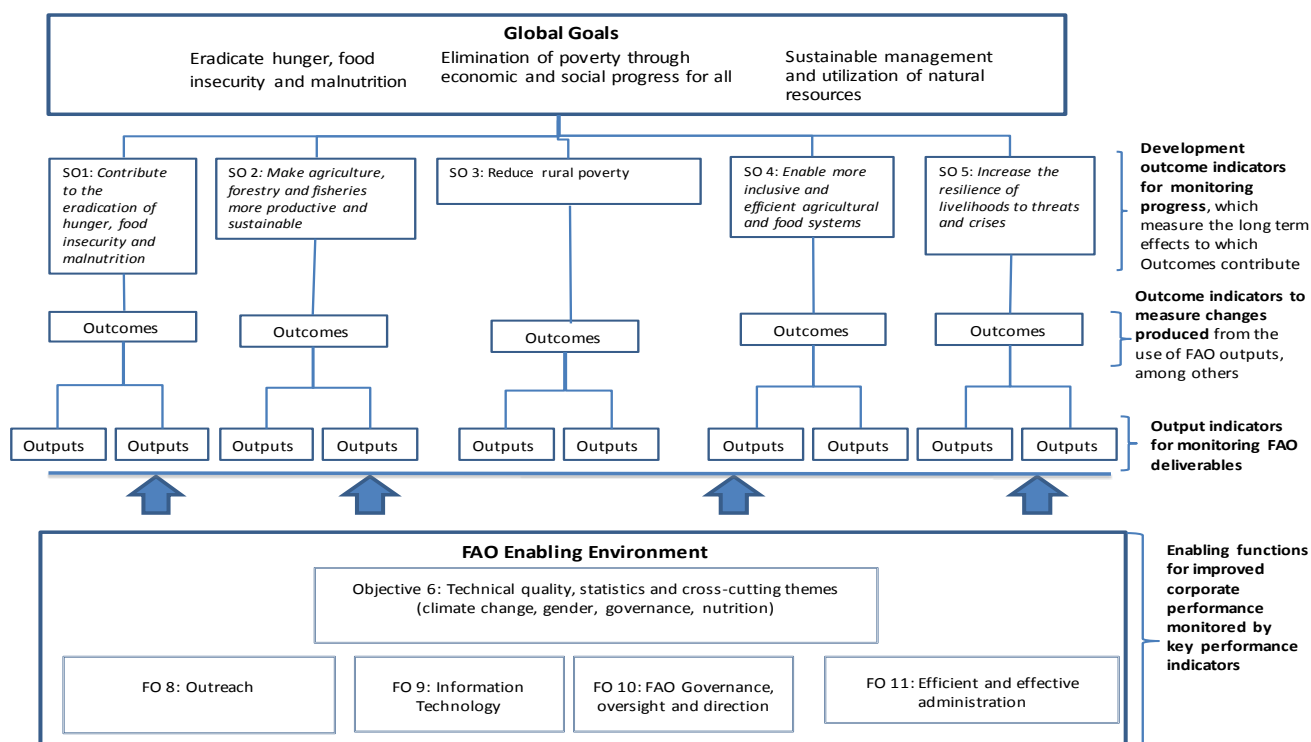 Global Goals
Eradicate hunger, food
insecurity and malnutrition
Elimination of poverty through
economic and social progress for all
Sustainable management
and utilization of natural
resources
SO1: Contribute
to the
eradication of
hunger, food
insecurity and
malnutrition
SO 2: Make agriculture,
forestry and fisheries
more productive and
sustainable
SO 3: Reduce rural poverty
SO 4: Enable more
inclusive and
efficient agricultural
and food systems
SO 5: Increase the
resilience of
livelihoods to threats
and crises
Development
outcome indicators
for monitoring
progress, which
measure the long term
effects to which
Outcomes contribute
Outcomes
Outcomes
Outcomes
Outcomes
Outcomes
Outcome indicators to
measure changes
produced from the
use of FAO outputs,
among others
Outputs
Outputs
Outputs
Outputs
Outputs
Outputs
Outputs
Outputs
Outputs
Outputs
Output indicators
for monitoring FAO
deliverables
FAO Enabling Environment
Objective 6: Technical quality, statistics and cross-cutting themes
(climate change, gender, governance, nutrition)
FO 8: Outreach
FO 9: Information
Technology
FO 10: FAO Governance,
oversight and direction
FO 11: Efficient and effective
administration
Enabling functions
for improved
corporate
performance
monitored by
key performance
indicators